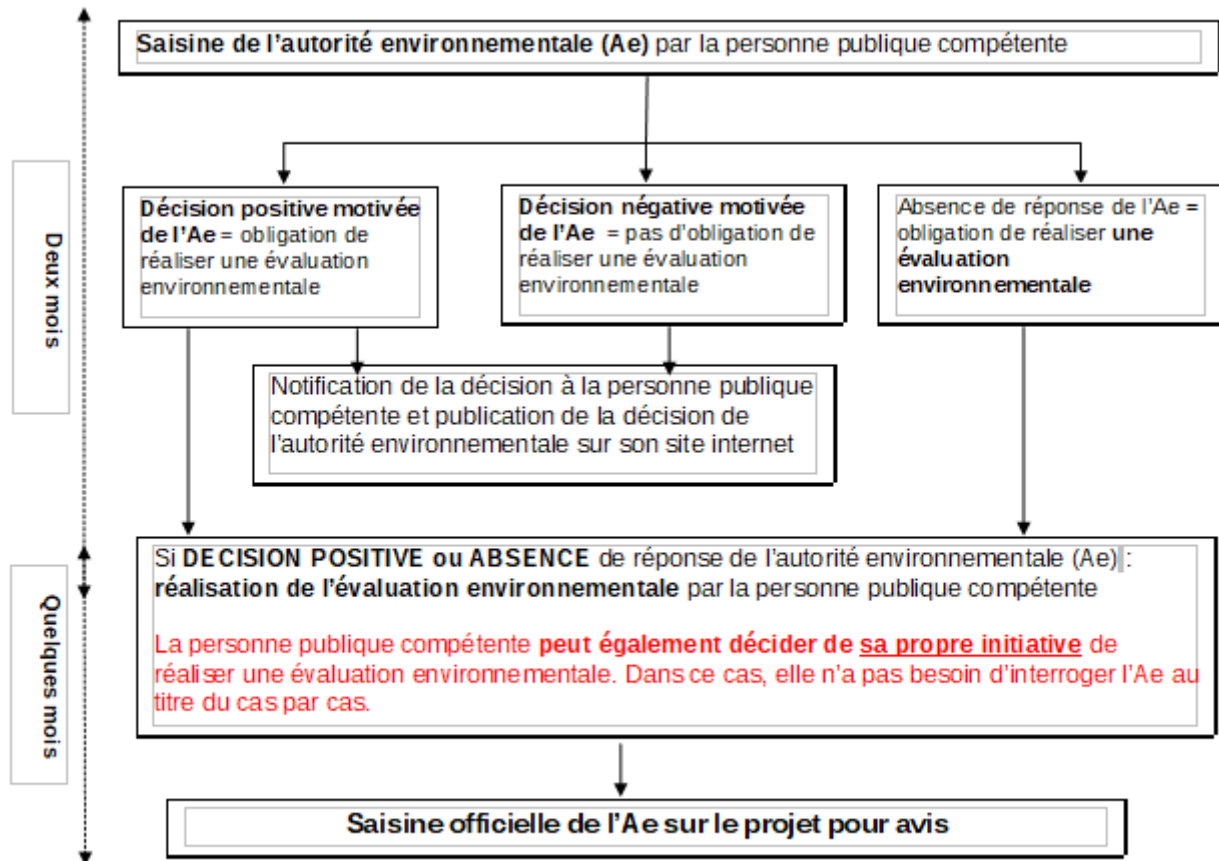 Saisine de l'autorité environnementale (Ae) par la personne publique compétente
Deux mois
Décision positive motivée
de l'Ae = obligation de
réaliser une évaluation
environnementale
Décision négative motivée
de l'Ae = pas d'obligation de
réaliser une évaluation
environnementale
Absence de réponse de l'Ae =
obligation de réaliser une
évaluation
environnementale
Notification de la décision à la personne publique
compétente et publication de la décision de
l'autorité environnementale sur son site internet
Quelques mois
Si DECISION POSITIVE ou ABSENCE de réponse de l'autorité environnementale (Ae) :
réalisation de l'évaluation environnementale par la personne publique compétente
La personne publique compétente peut également décider de sa propre initiative de
réaliser une évaluation environnementale. Dans ce cas, elle n'a pas besoin d'interroger l'Ae au
titre du cas par cas.
Saisine officielle de l'Ae sur le projet pour avis